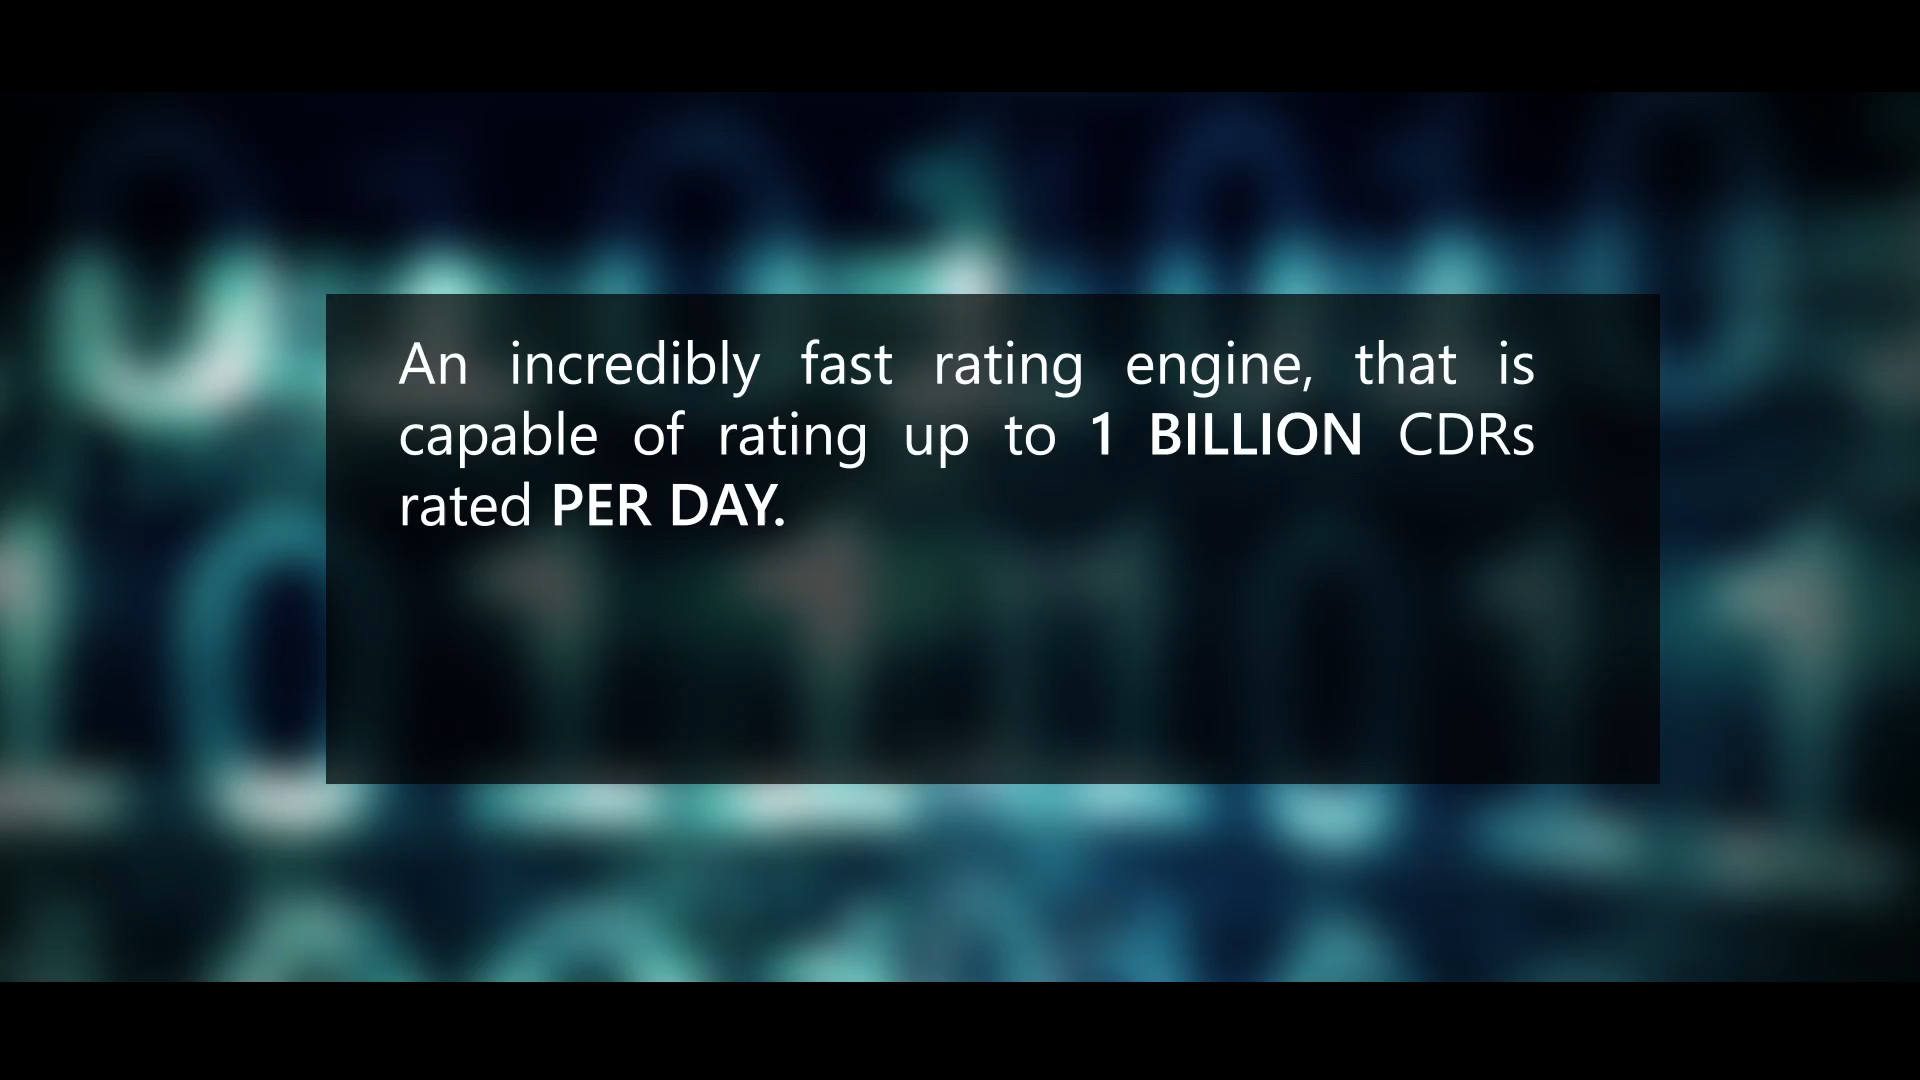 An incredibly fast rating engine, that is
capable of rating up to 1 BILLION CDRs
rated PER DAY.